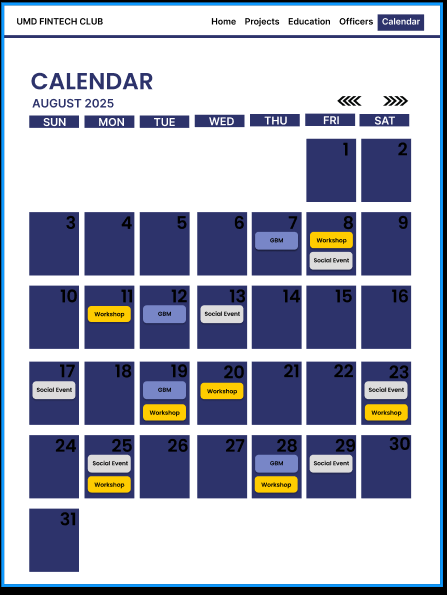 UMD FINTECH CLUB
Home Projects Education Officers Calendar
CALENDAR
AUGUST 2025
SUN MON TUE WED THU FRI SAT
1 2
3 4 5 6 7 8 9
GBM Workshop
Social Event
10 11 12 13 14 15 16
Workshop GBM Social Event
17 18 19 20 21 22 23
Social Event GBM Workshop Social Event
Workshop Workshop
24 25 26 27 28 29 30
Social Event GBM Social Event
Workshop Workshop
31